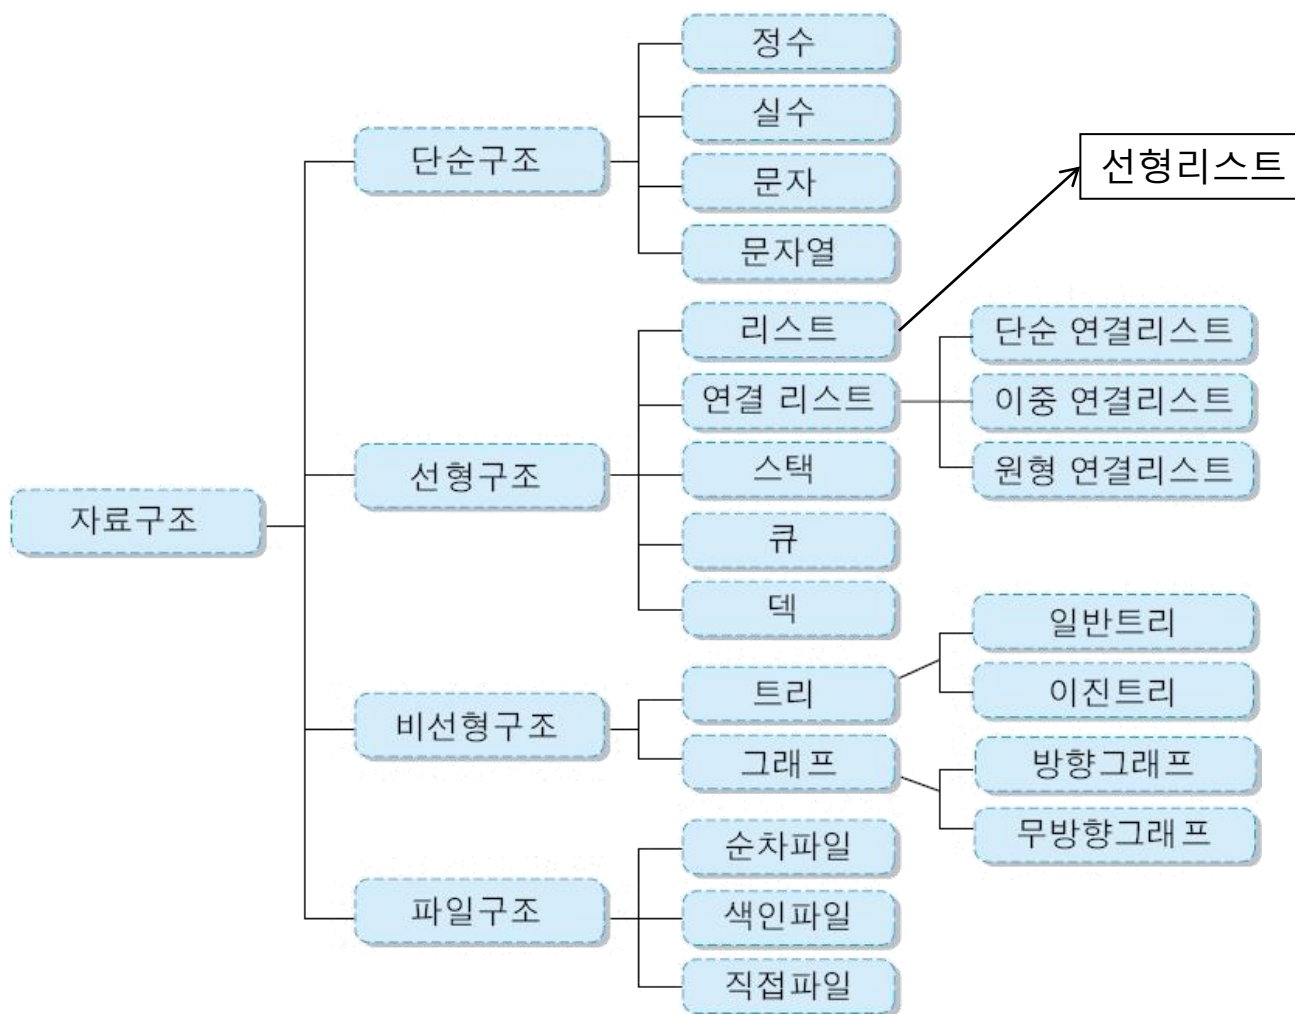 자료구조
단순구조
정수
실수
문자
문자열
선형구조
리스트
선형리스트
연결 리스트
단순 연결리스트
이중 연결리스트
원형 연결리스트
스택
큐
덱
비선형구조
트리
일반트리
이진트리
그래프
방향그래프
무방향그래프
파일구조
순차파일
색인파일
직접파일